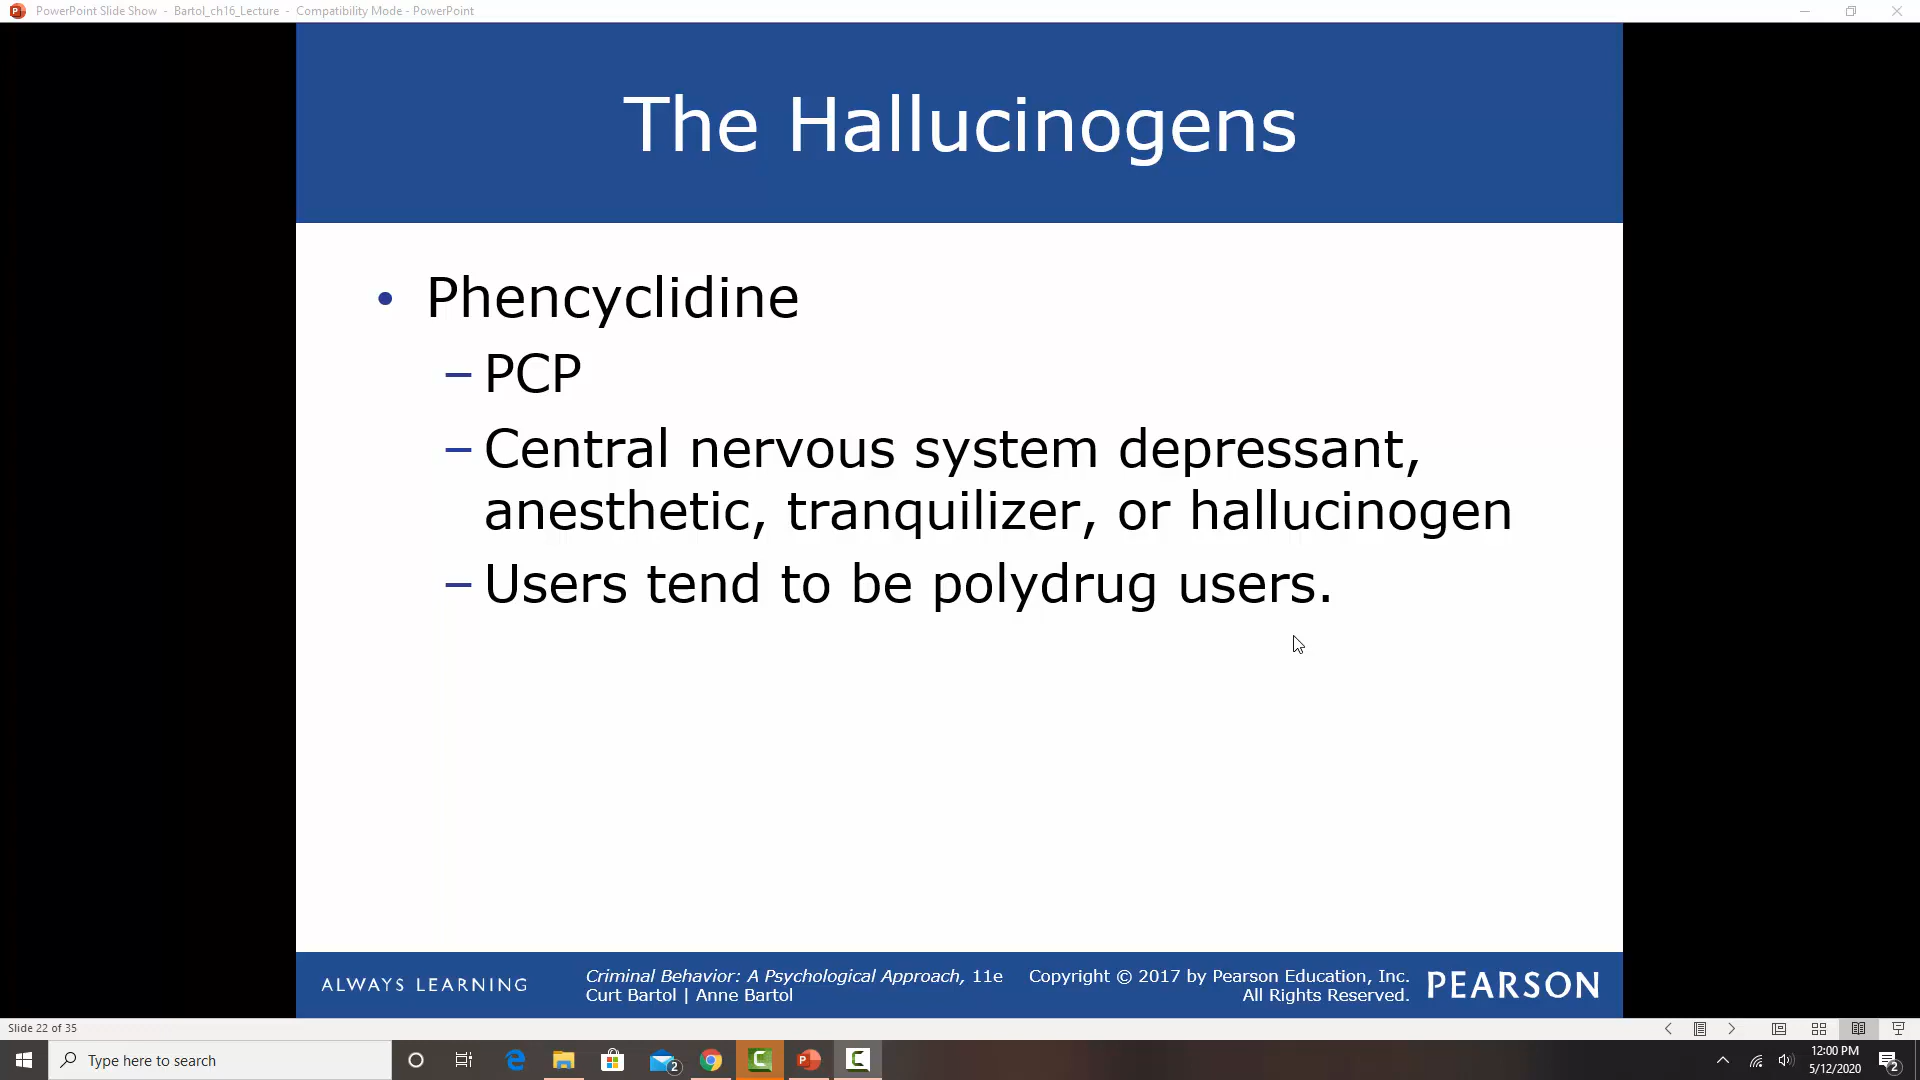 PowerPoint Slide Show - Bartol_ch16_Lecture - Compatibility Mode - PowerPoint
The Hallucinogens
• Phencyclidine
– PCP
– Central nervous system depressant,
anesthetic, tranquilizer, or hallucinogen
– Users tend to be polydrug users.
ALWAYS LEARNING
Criminal Behavior: A Psychological Approach, 11e
Curt Bartol | Anne Bartol
Copyright © 2017 by Pearson Education, Inc.
All Rights Reserved.
PEARSON
Slide 22 of 35
Type here to search
2
12:00 PM
5/12/2020
2